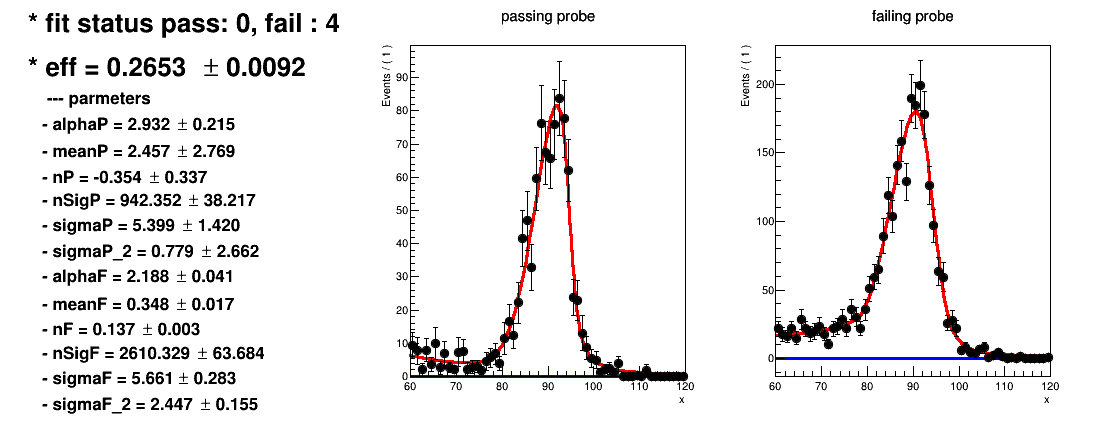 * fit status pass: 0, fail : 4
* eff = 0.2653 ± 0.0092
--- parmeters
- alphaP = 2.932 ± 0.215
- meanP = 2.457 ± 2.769
- nP = -0.354 ± 0.337
- nSigP = 942.352 ± 38.217
- sigmaP = 5.399 ± 1.420
- sigmaP_2 = 0.779 ± 2.662
- alphaF = 2.188 ± 0.041
- meanF = 0.348 ± 0.017
- nF = 0.137 ± 0.003
- nSigF = 2610.329 ± 63.684
- sigmaF = 5.661 ± 0.283
- sigmaF_2 = 2.447 ± 0.155
passing probe
Events / ( 1 )
90
80
70
60
50
40
30
20
10
0
60 70 80 90 100 110 120
x
failing probe
Events / ( 1 )
200
150
100
50
0
60 70 80 90 100 110 120
x